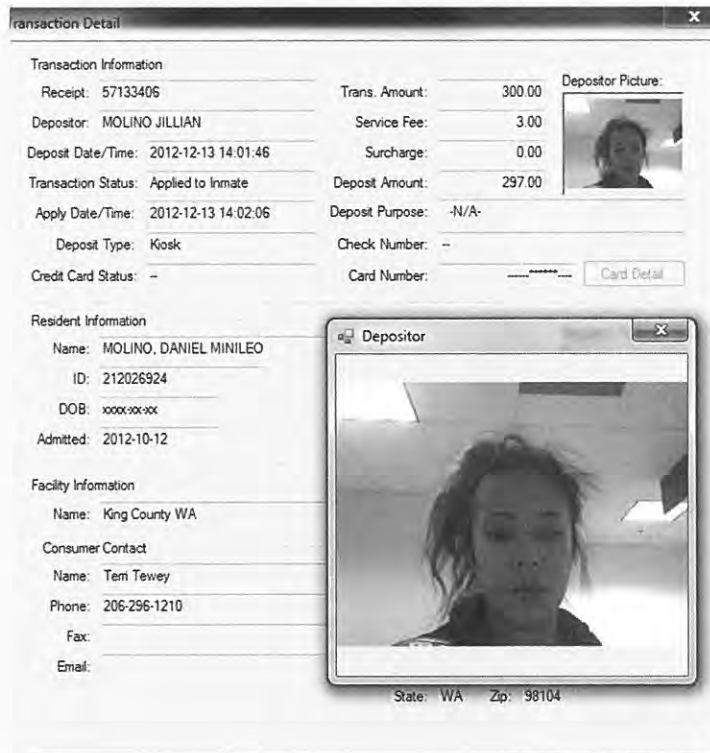 ransaction Detail
Transaction Information
Receipt: 57133406
Trans. Amount: 300.00
Depositor Picture:
Depositor: MOLINO JILLIAN
Service Fee: 3.00
Deposit Date/Time: 2012-12-13 14:01:46
Surcharge: 0.00
Transaction Status: Applied to Inmate
Deposit Amount: 297.00
Apply Date/Time: 2012-12-13 14:02:06
Deposit Purpose: -N/A-
Deposit Type: Kiosk
Check Number: --
Credit Card Status: --
Card Number: ----******----
Card Detail
Resident Information
Name: MOLINO, DANIEL MINILEO
ID: 212026924
DOB: xxxx-xx-xx
Admitted: 2012-10-12
Facility Information
Name: King County WA
Consumer Contact
Name: Terri Tewey
Phone: 206-296-1210
Fax:
Email:
Depositor
State: WA Zip: 98104